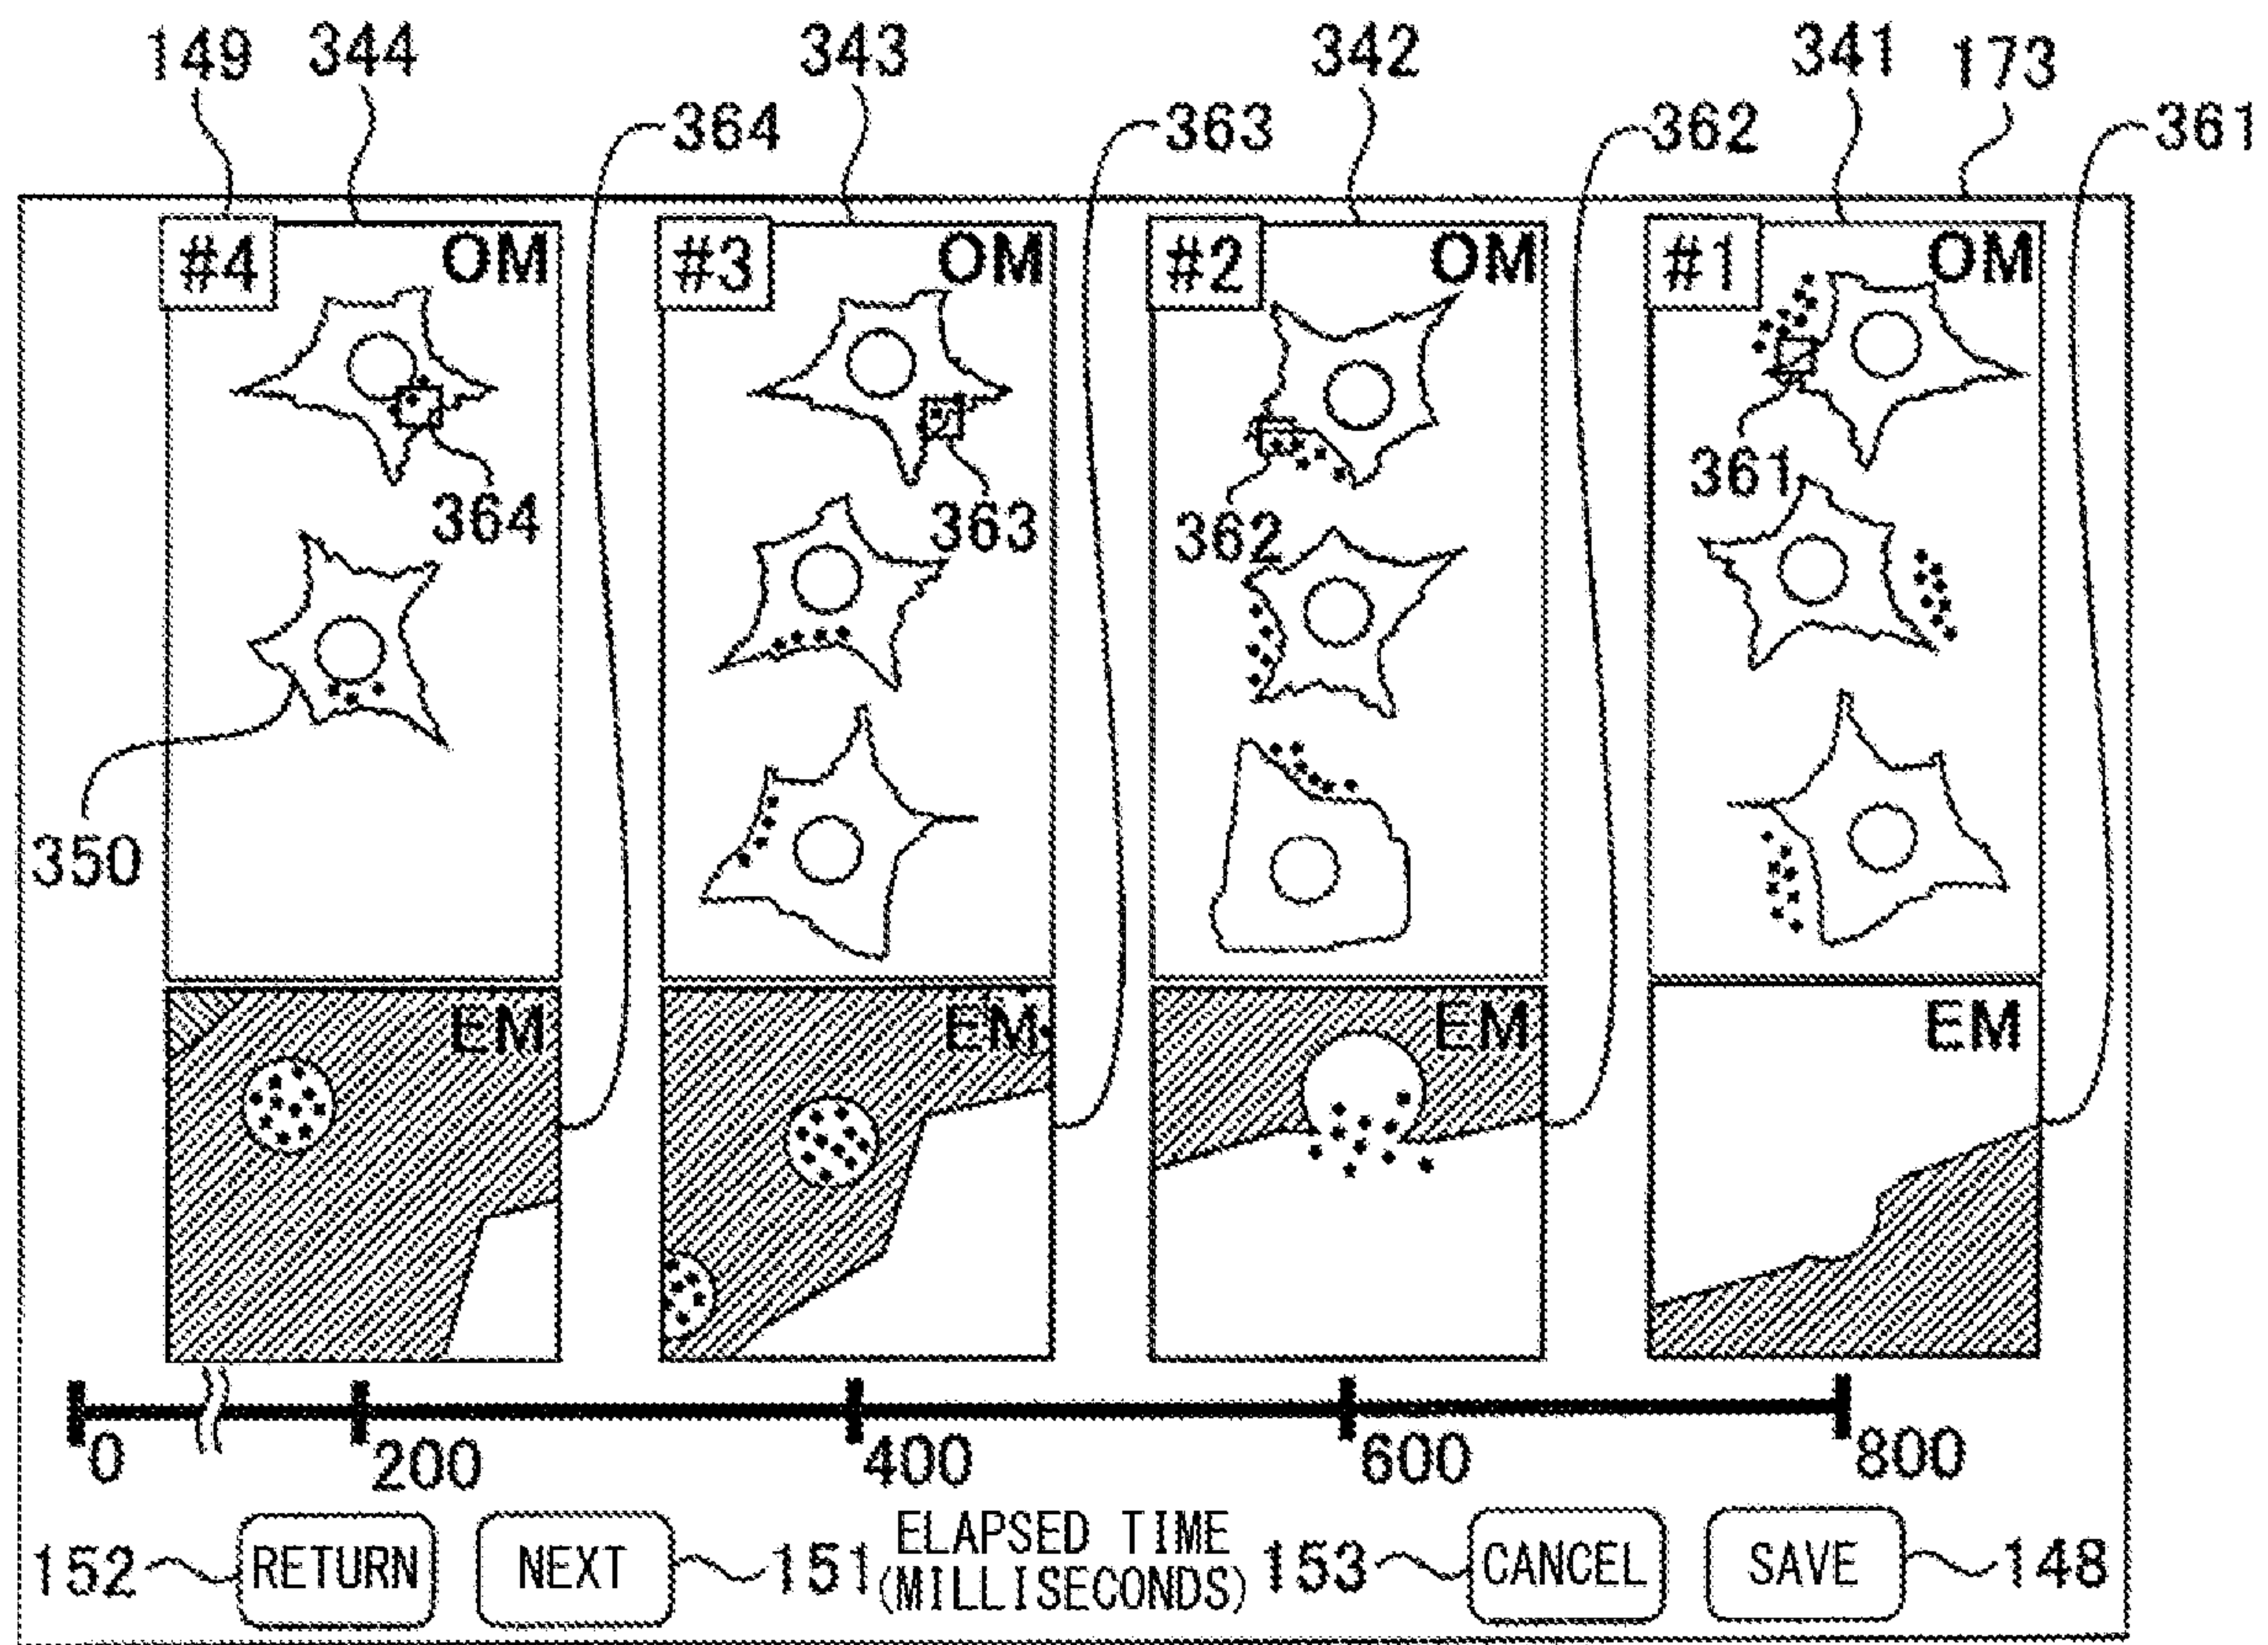 149 344 343 342 341 173
364 363 362 361
#4 OM #3 OM #2 OM #1 OM
364 363 362 361
350
EM EM EM EM
0 200 400 600 800
152 RETURN NEXT 151 ELAPSED TIME 153 CANCEL SAVE 148
(MILLISECONDS)